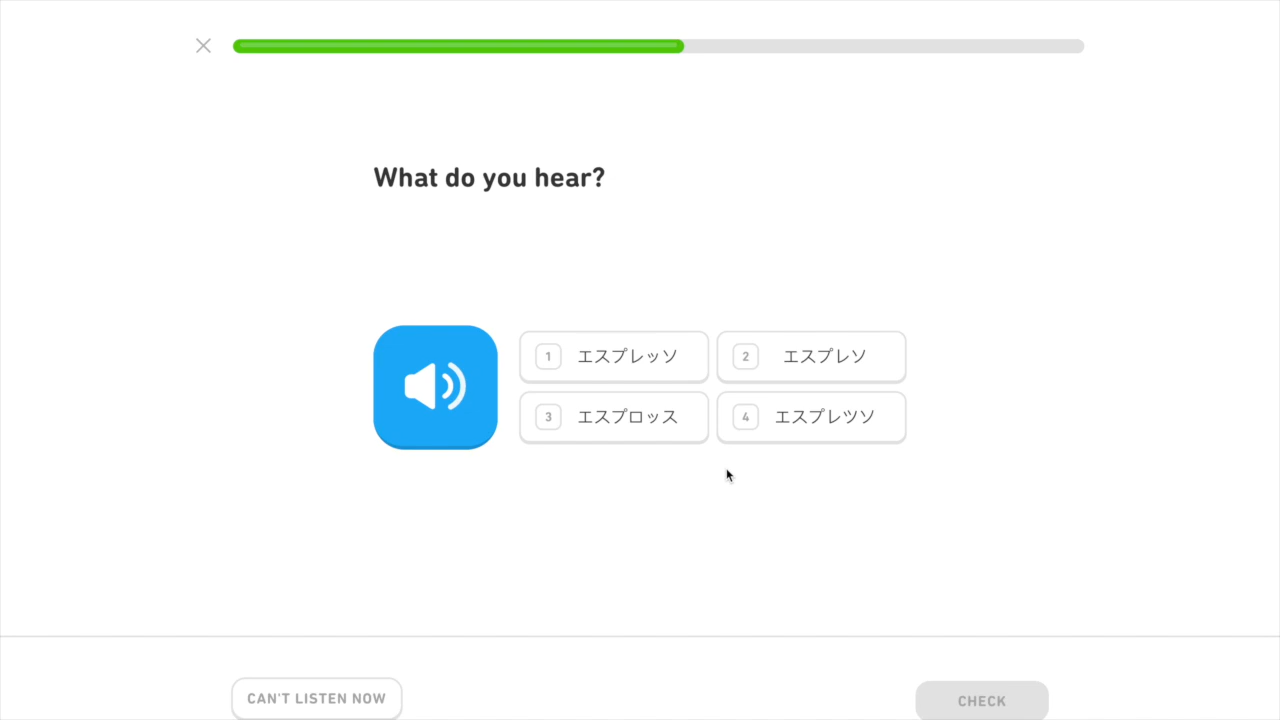 What do you hear?
1 エスプレッソ
2 エスプレソ
3 エスプロッス
4 エスプレツソ
CAN'T LISTEN NOW
CHECK